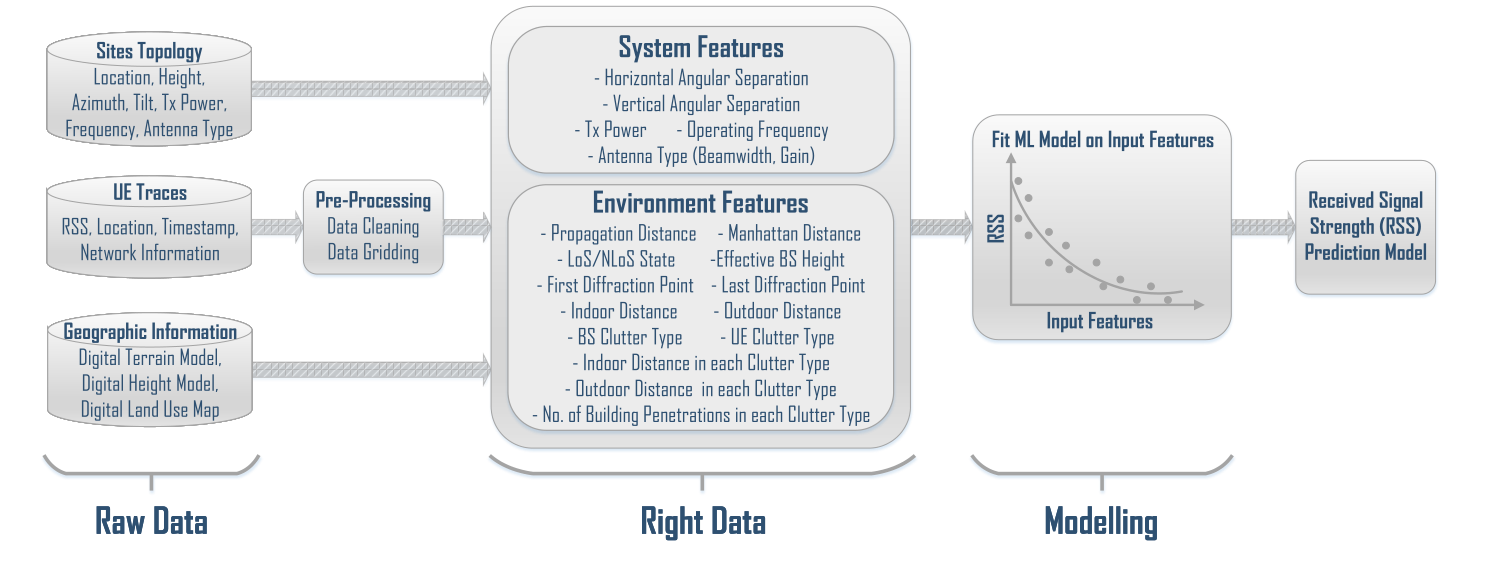 Sites Topology
Location, Height,
Azimuth, Tilt, Tx Power,
Frequency, Antenna Type
UE Traces
RSS, Location, Timestamp,
Network Information
Geographic Information
Digital Terrain Model,
Digital Height Model,
Digital Land Use Map
Raw Data
Pre-Processing
Data Cleaning
Data Gridding
System Features
- Horizontal Angular Separation
- Vertical Angular Separation
- Tx Power - Operating Frequency
- Antenna Type (Beamwidth, Gain)
Environment Features
- Propagation Distance - Manhattan Distance
- LoS/NLoS State -Effective BS Height
- First Diffraction Point - Last Diffraction Point
- Indoor Distance - Outdoor Distance
- BS Clutter Type - UE Clutter Type
- Indoor Distance in each Clutter Type
- Outdoor Distance in each Clutter Type
- No. of Building Penetrations in each Clutter Type
Right Data
Fit ML Model on Input Features
RSS
Input Features
Modelling
Received Signal
Strength (RSS)
Prediction Model